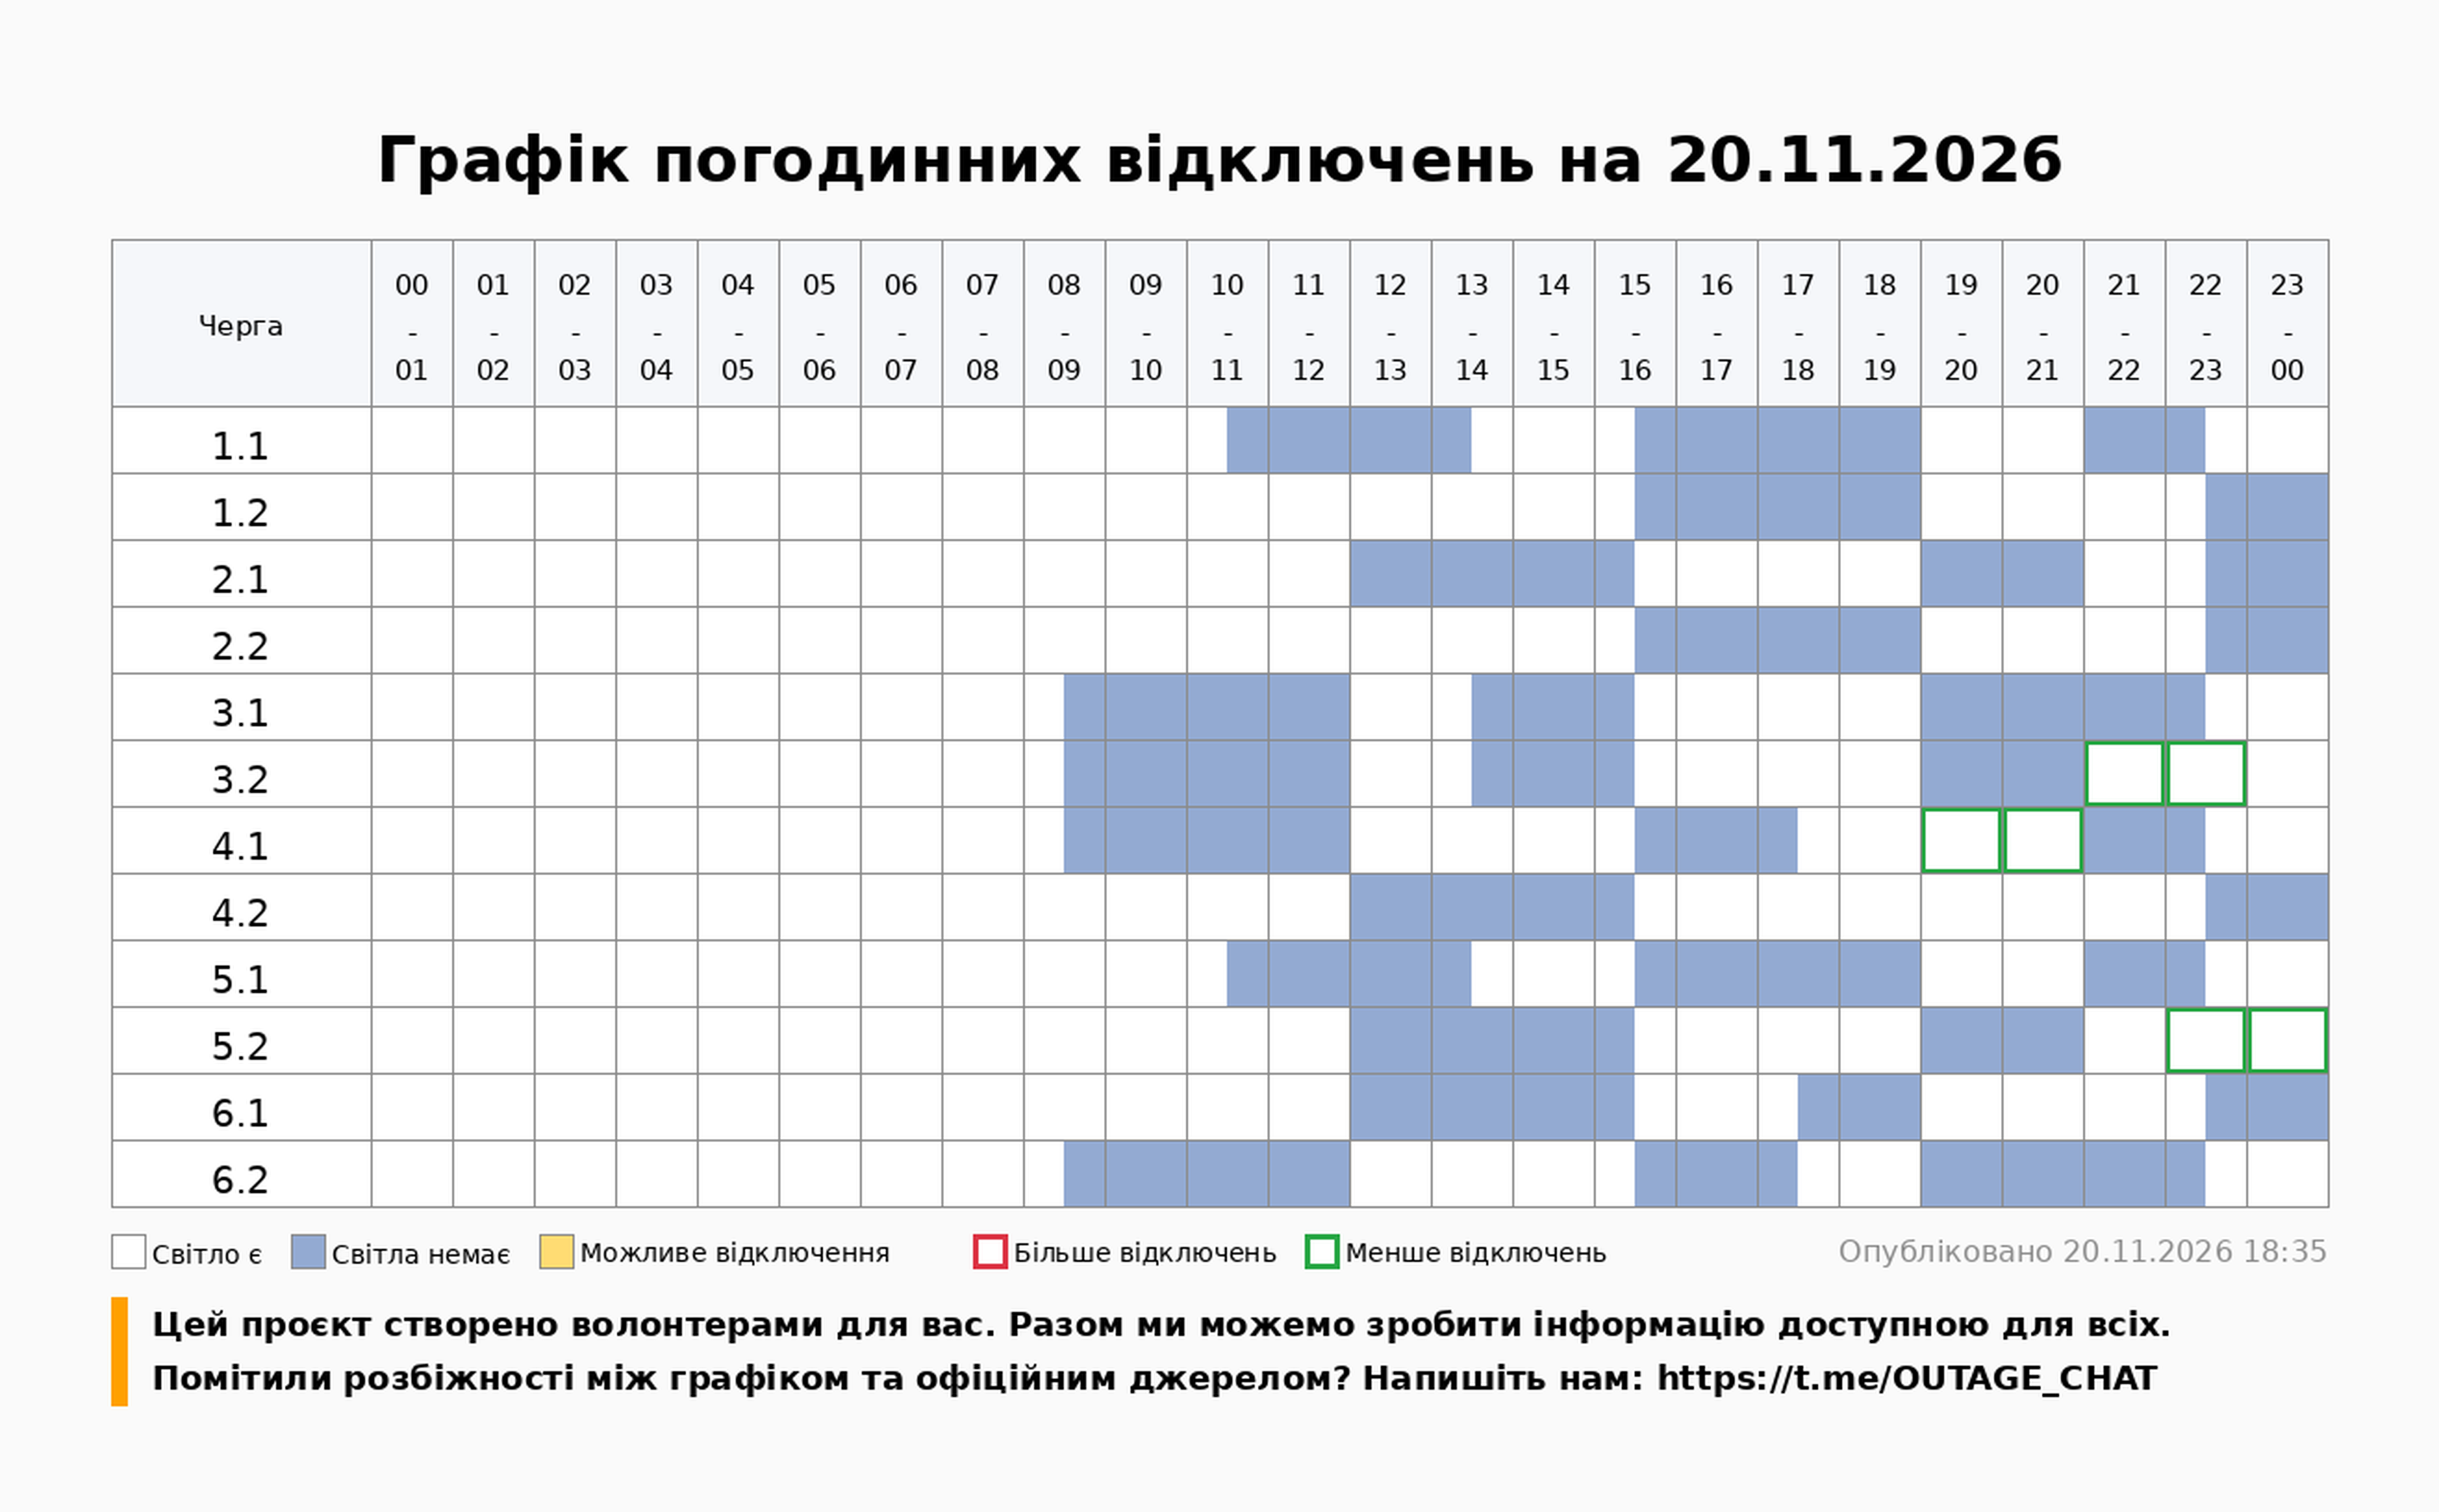 Графік погодинних відключень на 20.11.2026
Черга
00 - 01
01 - 02
02 - 03
03 - 04
04 - 05
05 - 06
06 - 07
07 - 08
08 - 09
09 - 10
10 - 11
11 - 12
12 - 13
13 - 14
14 - 15
15 - 16
16 - 17
17 - 18
18 - 19
19 - 20
20 - 21
21 - 22
22 - 23
23 - 00
1.1
1.2
2.1
2.2
3.1
3.2
4.1
4.2
5.1
5.2
6.1
6.2
Світло є
Світла немає
Можливе відключення
Більше відключень
Менше відключень
Опубліковано 20.11.2026 18:35
Цей проєкт створено волонтерами для вас. Разом ми можемо зробити інформацію доступною для всіх.
Помітили розбіжності між графіком та офіційним джерелом? Напишіть нам: https://t.me/OUTAGE_CHAT